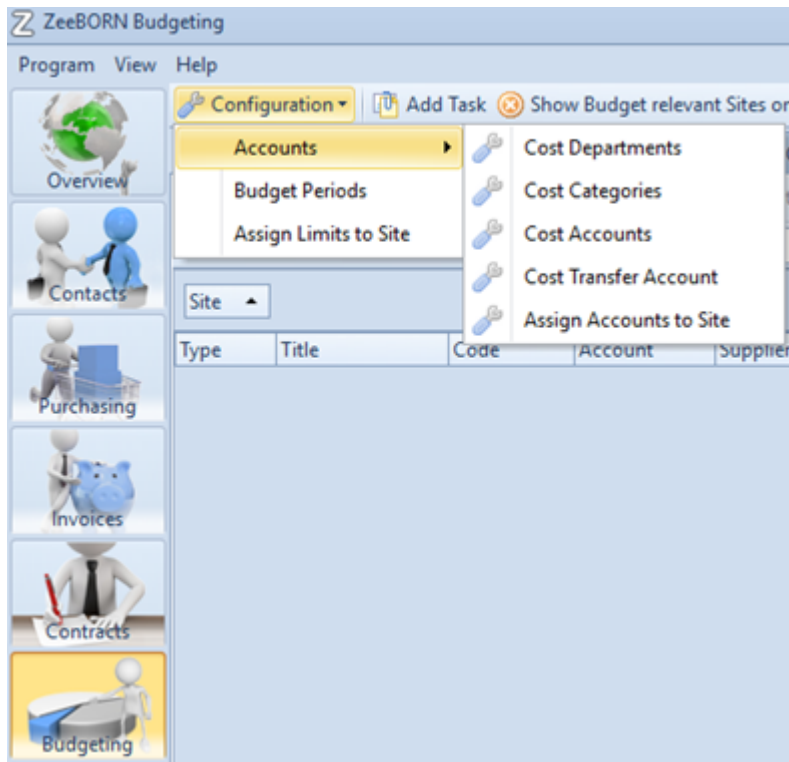 ZeeBORN Budgeting
Program View Help
Configuration Add Task Show Budget relevant Sites or
Accounts
Budget Periods
Assign Limits to Site
Cost Departments
Cost Categories
Cost Accounts
Cost Transfer Account
Assign Accounts to Site
Overview
Contacts
Purchasing
Invoices
Contracts
Budgeting
Site
Type Title Code Account Supplier